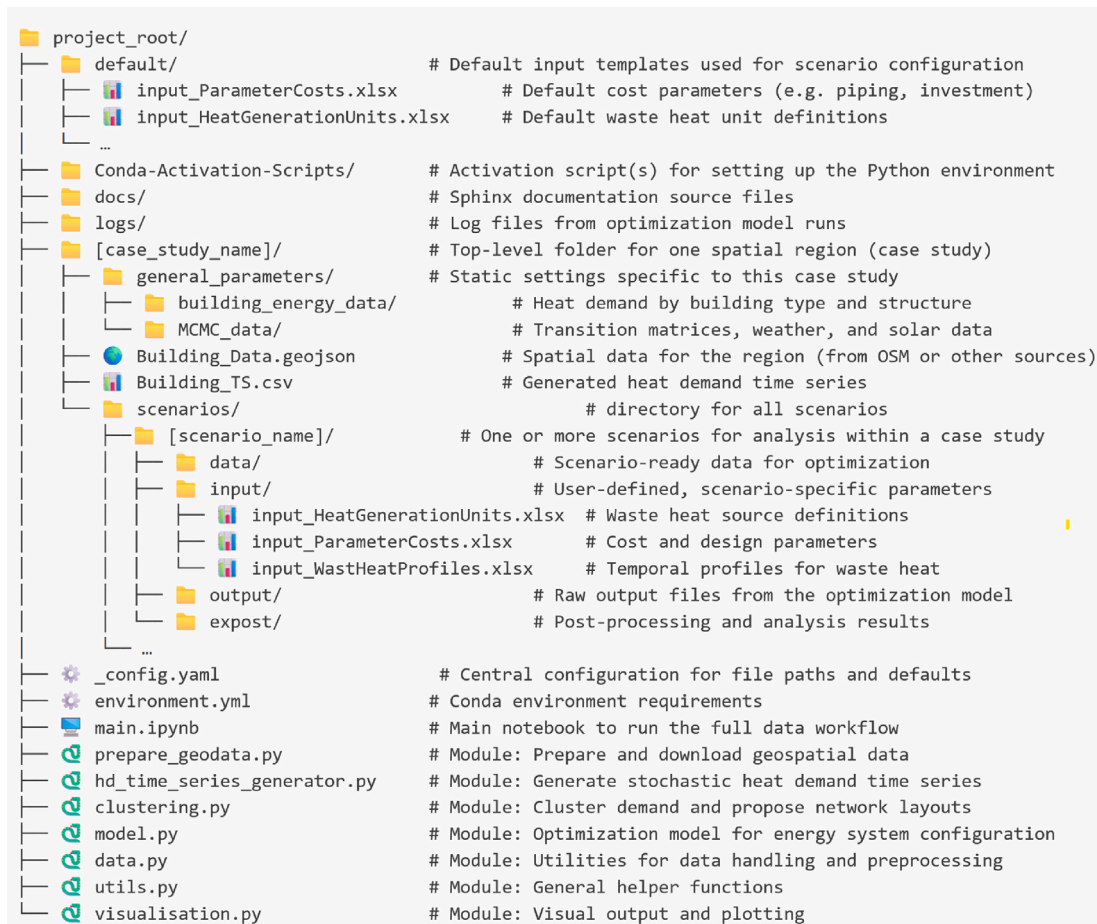 project_root/
├── default/ # Default input templates used for scenario configuration
│ ├── input_ParameterCosts.xlsx # Default cost parameters (e.g. piping, investment)
│ ├── input_HeatGenerationUnits.xlsx # Default waste heat unit definitions
│ └── …
├── Conda-Activation-Scripts/ # Activation script(s) for setting up the Python environment
├── docs/ # Sphinx documentation source files
├── logs/ # Log files from optimization model runs
├── [case_study_name]/ # Top-level folder for one spatial region (case study)
│ ├── general_parameters/ # Static settings specific to this case study
│ │ ├── building_energy_data/ # Heat demand by building type and structure
│ │ └── MCMC_data/ # Transition matrices, weather, and solar data
│ ├── Building_Data.geojson # Spatial data for the region (from OSM or other sources)
│ ├── Building_TS.csv # Generated heat demand time series
│ └── scenarios/ # directory for all scenarios
│ ├── [scenario_name]/ # One or more scenarios for analysis within a case study
│ │ ├── data/ # Scenario-ready data for optimization
│ │ ├── input/ # User-defined, scenario-specific parameters
│ │ │ ├── input_HeatGenerationUnits.xlsx # Waste heat source definitions
│ │ │ ├── input_ParameterCosts.xlsx # Cost and design parameters
│ │ │ └── input_WastHeatProfiles.xlsx # Temporal profiles for waste heat
│ │ ├── output/ # Raw output files from the optimization model
│ │ └── expost/ # Post-processing and analysis results
│ └── …
├── _config.yaml # Central configuration for file paths and defaults
├── environment.yml # Conda environment requirements
├── main.ipynb # Main notebook to run the full data workflow
├── prepare_geodata.py # Module: Prepare and download geospatial data
├── hd_time_series_generator.py # Module: Generate stochastic heat demand time series
├── clustering.py # Module: Cluster demand and propose network layouts
├── model.py # Module: Optimization model for energy system configuration
├── data.py # Module: Utilities for data handling and preprocessing
├── utils.py # Module: General helper functions
└── visualisation.py # Module: Visual output and plotting